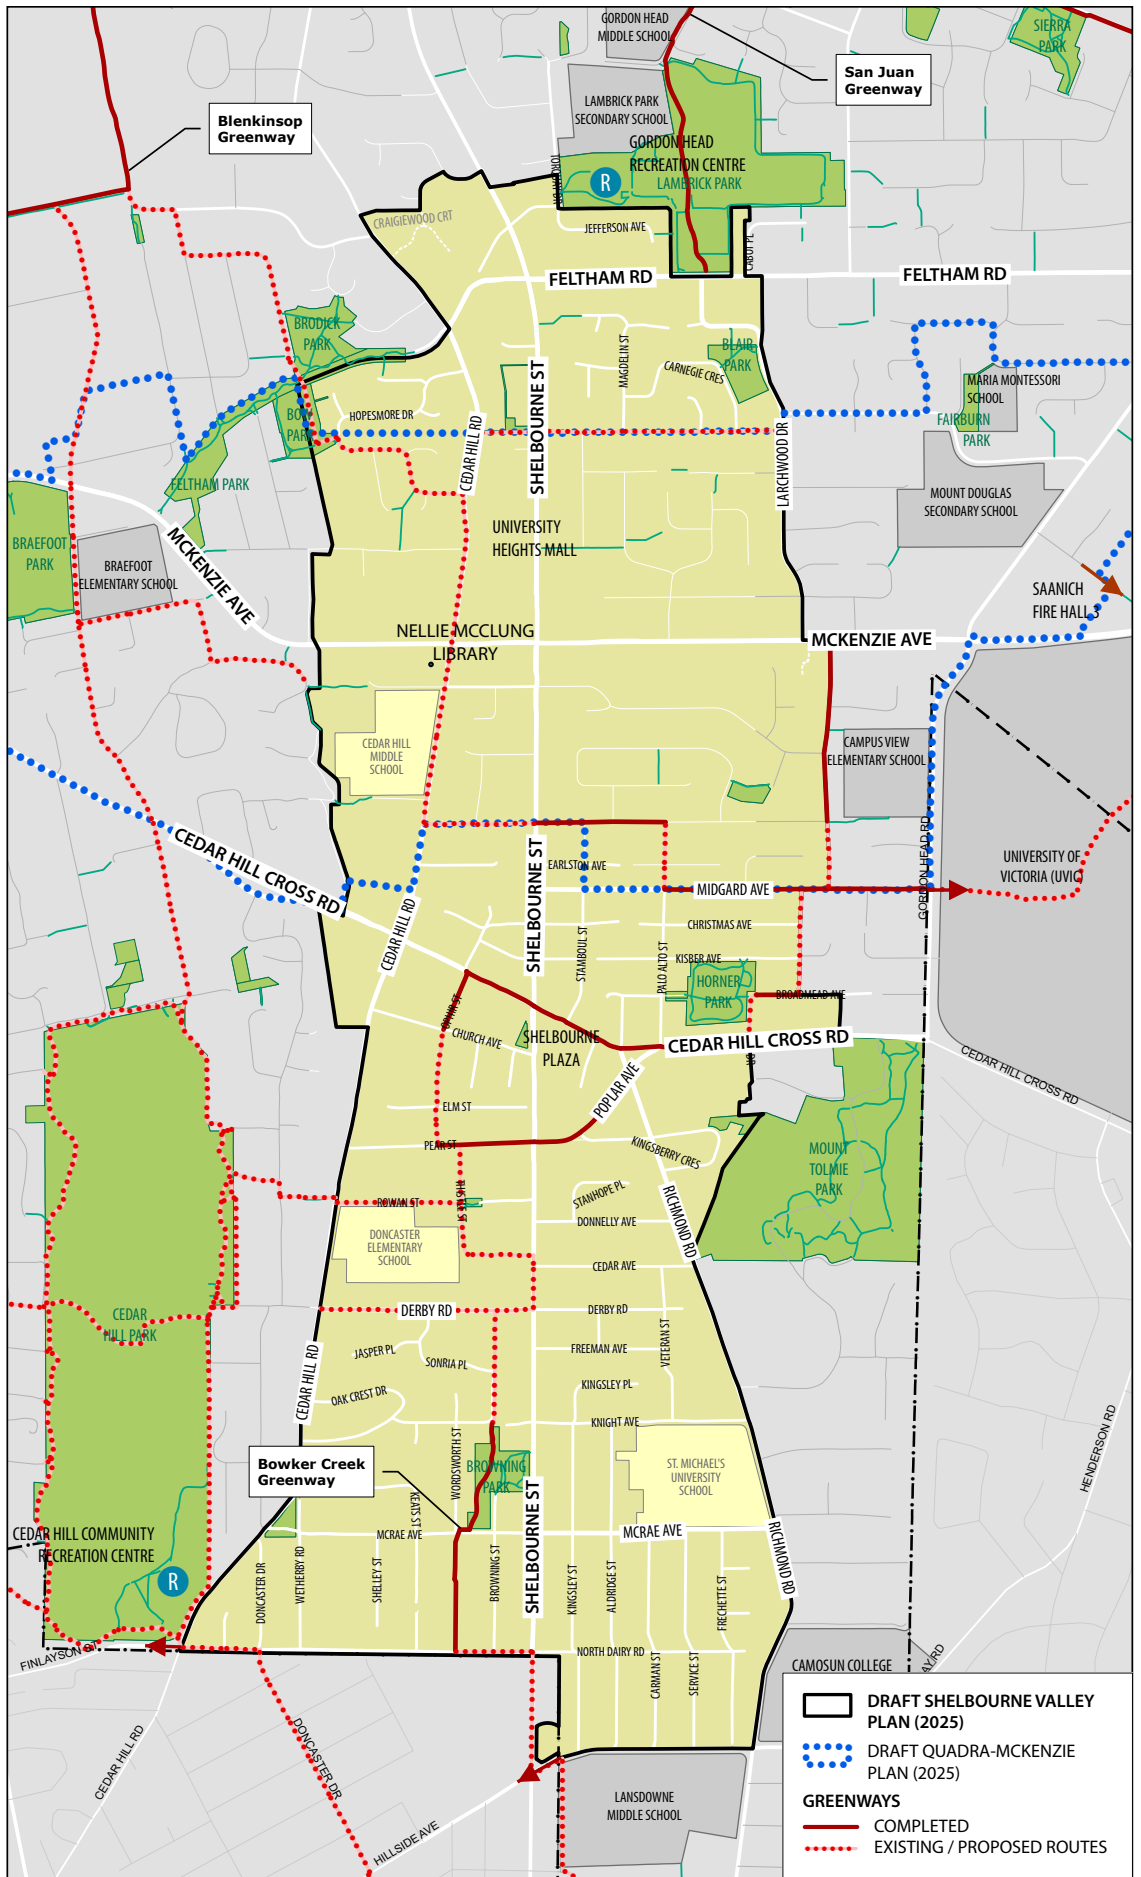 GORDON HEAD
MIDDLE SCHOOL
SIERRA
PARK
San Juan
Greenway
Blenkinsop
Greenway
LAMBRICK PARK
SECONDARY SCHOOL
GORDON HEAD
RECREATION CENTRE
LAMBRICK PARK
R
TORQUAY DR
CRAIGIEWOOD CRT
JEFFERSON AVE
CABOT PL
FELTHAM RD
FELTHAM RD
BRODICK
PARK
MAGDELIN ST
CARNEGIE CRES
BLAIR
PARK
SHELBOURNE ST
MARIA MONTESSORI
SCHOOL
FAIRBURN
PARK
BOW
PARK
HOPESMORE DR
CEDAR HILL RD
LARCHWOOD DR
FELTHAM PARK
MOUNT DOUGLAS
SECONDARY SCHOOL
UNIVERSITY
HEIGHTS MALL
BRAEFOOT
PARK
MCKENZIE AVE
BRAEFOOT
ELEMENTARY SCHOOL
SAANICH
FIRE HALL 3
NELLIE MCCLUNG
LIBRARY
MCKENZIE AVE
CEDAR HILL
MIDDLE
SCHOOL
CAMPUS VIEW
ELEMENTARY SCHOOL
CEDAR HILL CROSS RD
SHELBOURNE ST
EARLSTON AVE
MIDGARD AVE
GORDON HEAD RD
UNIVERSITY OF
VICTORIA (UVIC)
CEDAR HILL RD
STAMBOUL ST
CHRISTMAS AVE
PALO ALTO ST
KISBER AVE
HORNER
PARK
BROADMEAD AVE
CHURCH AVE
SHELBOURNE
PLAZA
CEDAR HILL CROSS RD
DR
CEDAR HILL CROSS RD
POPLAR AVE
ELM ST
PEAR ST
KINGSBERRY CRES
MOUNT
TOLMIE
PARK
ROWAN ST
STANHOPE PL
DONNELLY AVE
RICHMOND RD
DONCASTER
ELEMENTARY
SCHOOL
CEDAR AVE
CEDAR
HILL PARK
DERBY RD
DERBY RD
VETERAN ST
JASPER PL
SONRIA PL
FREEMAN AVE
CEDAR HILL RD
OAK CREST DR
KINGSLEY PL
KNIGHT AVE
HENDERSON RD
WORDSWORTH ST
Bowker Creek
Greenway
BROWNING
PARK
ST. MICHAEL'S
UNIVERSITY
SCHOOL
KEATS ST
SHELBOURNE ST
MCRAE AVE
MCRAE AVE
RICHMOND RD
CEDAR HILL COMMUNITY
RECREATION CENTRE
R
DONCASTER DR
WETHERBY RD
SHELLEY ST
BROWNING ST
KINGSLEY ST
ALDRIDGE ST
FRECHETTE ST
FINLAYSON ST
NORTH DAIRY RD
CARMAN ST
SERVICE ST
CAMOSUN COLLEGE
AY RD
CEDAR HILL RD
DONCASTER DR
HILLSIDE AVE
LANSDOWNE
MIDDLE SCHOOL
DRAFT SHELBOURNE VALLEY
PLAN (2025)
DRAFT QUADRA-MCKENZIE
PLAN (2025)
GREENWAYS
COMPLETED
EXISTING / PROPOSED ROUTES